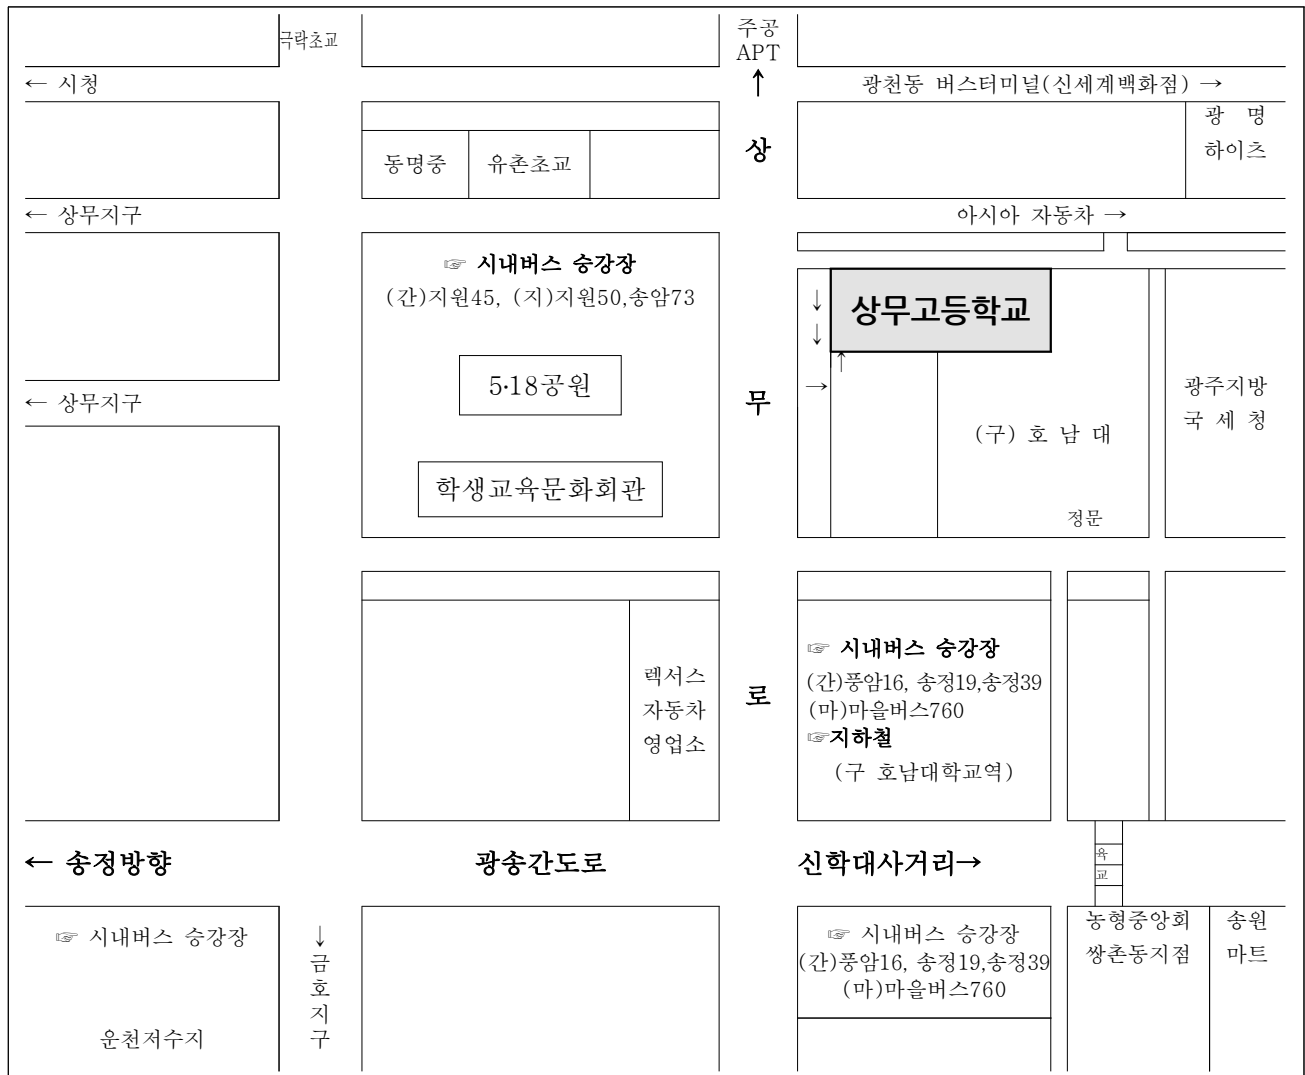 극락초교
주공
APT
← 시청
↑
광천동 버스터미널(신세계백화점) →
광 명
하이츠
동명중
유촌초교
상
← 상무지구
아시아 자동차 →
☞ 시내버스 승강장
(간)지원45, (지)지원50,송암73
↓
↓
상무고등학교
↑
→
5·18공원
← 상무지구
무
광주지방
국 세 청
(구) 호 남 대
학생교육문화회관
정문
렉서스
자동차
영업소
로
☞ 시내버스 승강장
(간)풍암16, 송정19,송정39
(마)마을버스760
☞지하철
(구 호남대학교역)
← 송정방향
광송간도로
신학대사거리→
육
교
☞ 시내버스 승강장
운천저수지
↓
금
호
지
구
☞ 시내버스 승강장
(간)풍암16, 송정19,송정39
(마)마을버스760
농형중앙회
쌍촌동지점
송원
마트